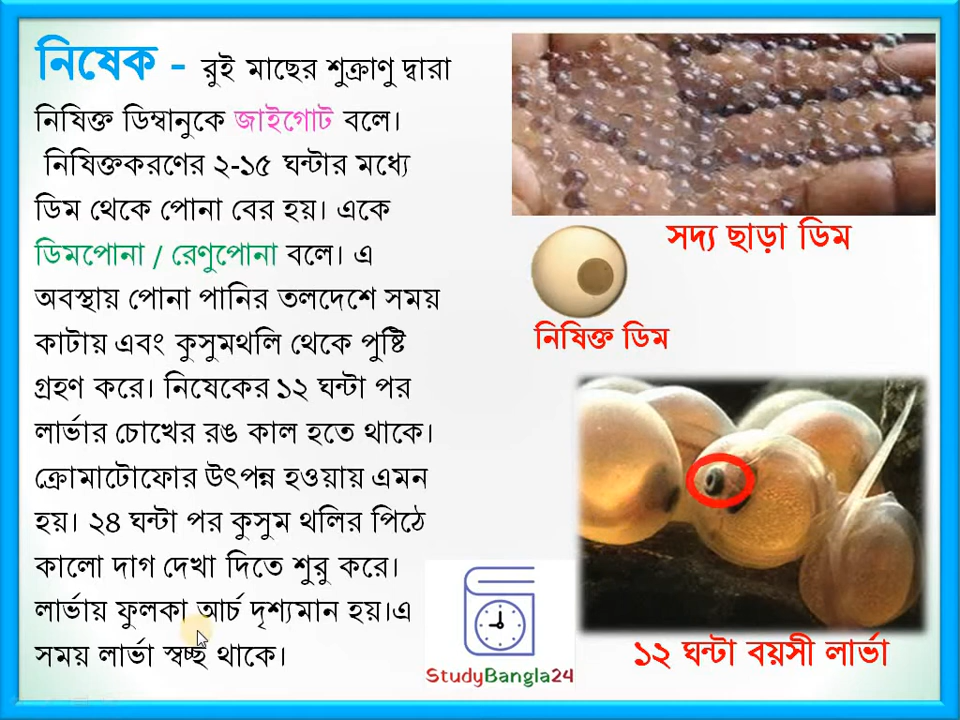 নিষেক - রুই মাছের শুক্রাণু দ্বারা
নিষিক্ত ডিম্বানুকে জাইগোট বলে।
নিষিক্তকরণের ২-১৫ ঘন্টার মধ্যে
ডিম থেকে পোনা বের হয়। একে
ডিমপোনা / রেণুপোনা বলে। এ
অবস্থায় পোনা পানির তলদেশে সময়
কাটায় এবং কুসুমথলি থেকে পুষ্টি
গ্রহণ করে। নিষেকের ১২ ঘন্টা পর
লার্ভার চোখের রঙ কাল হতে থাকে।
ক্রোমাটোফোর উৎপন্ন হওয়ায় এমন
হয়। ২৪ ঘন্টা পর কুসুম থলির পিঠে
কালো দাগ দেখা দিতে শুরু করে।
লার্ভায় ফুলকা আর্চ দৃশ্যমান হয়।এ
সময় লার্ভা স্বচ্ছ থাকে।
সদ্য ছাড়া ডিম
নিষিক্ত ডিম
১২ ঘন্টা বয়সী লার্ভা
StudyBangla24